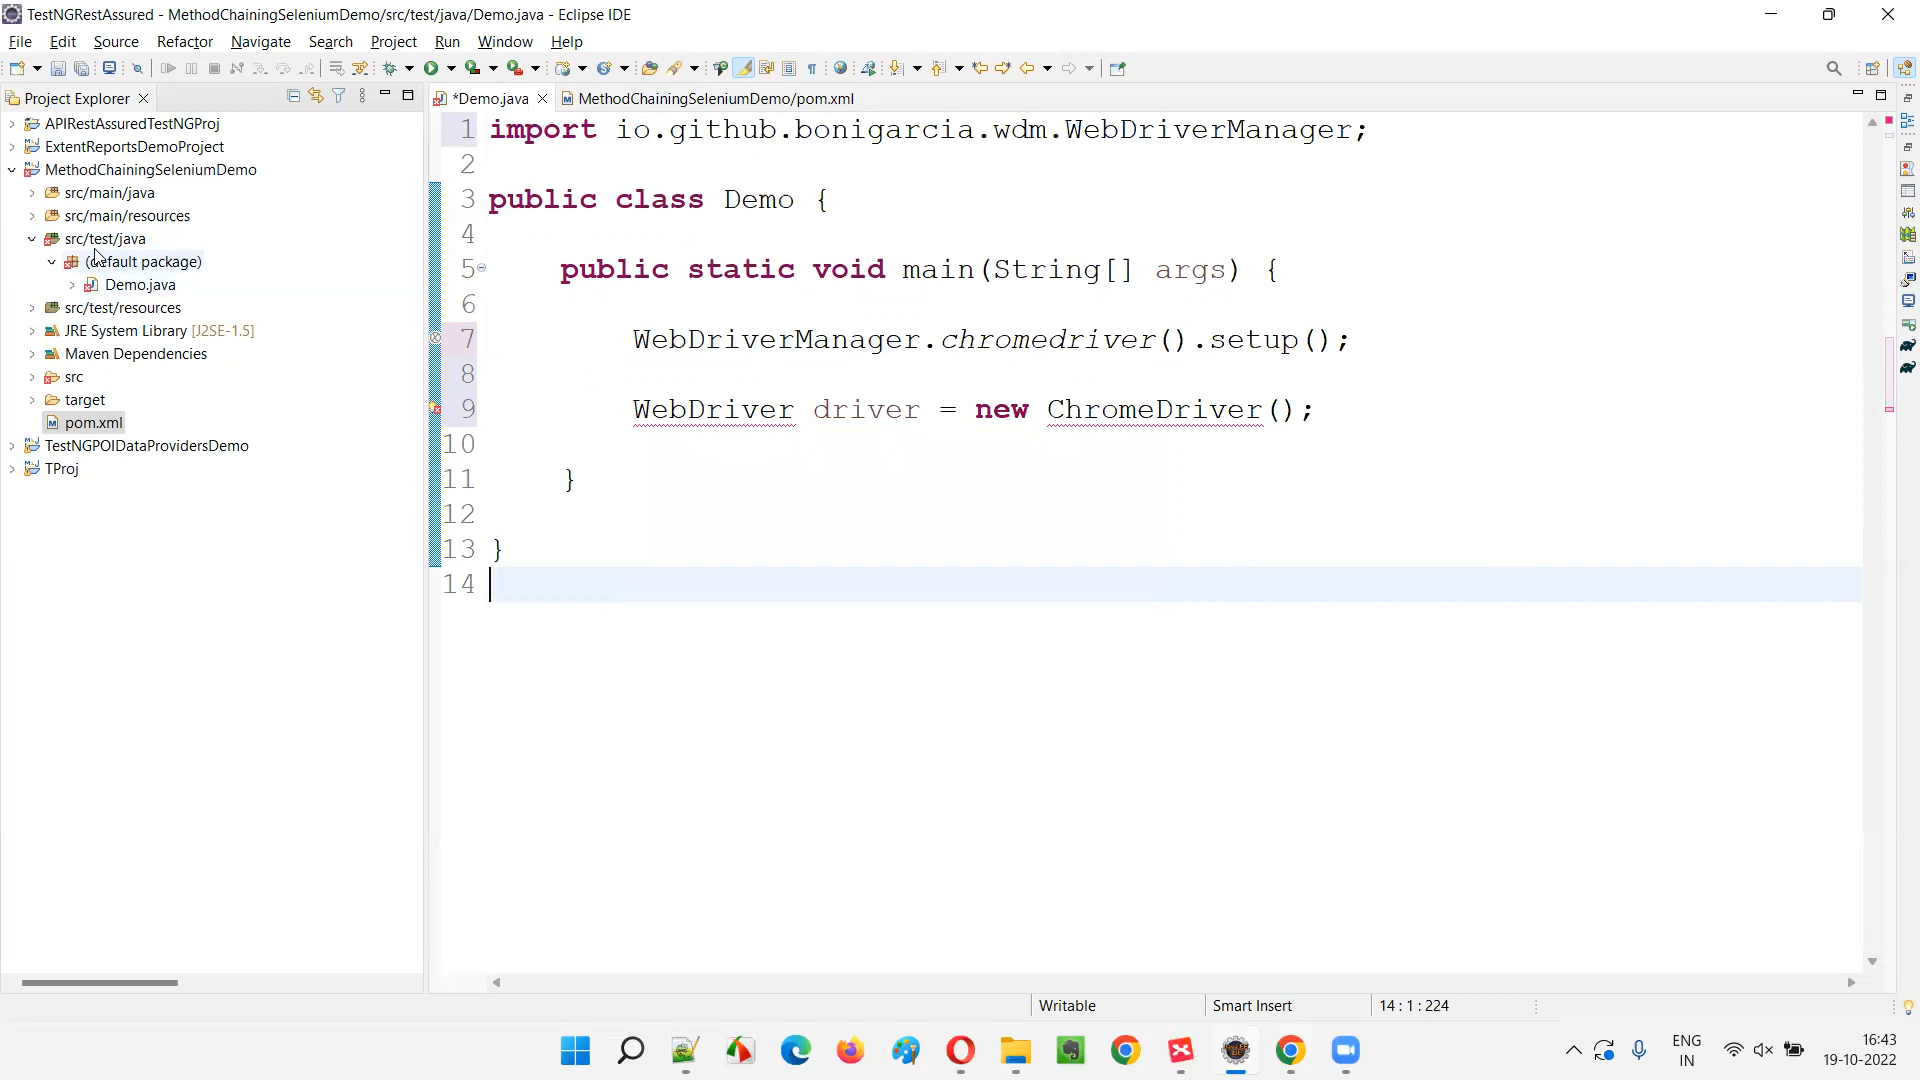 TestNGRestAssured - MethodChainingSeleniumDemo/src/test/java/Demo.java - Eclipse IDE
File Edit Source Refactor Navigate Search Project Run Window Help
Project Explorer
*Demo.java
MethodChainingSeleniumDemo/pom.xml
APIRestAssuredTestNGProj
ExtentReportsDemoProject
MethodChainingSeleniumDemo
src/main/java
src/main/resources
src/test/java
(default package)
Demo.java
src/test/resources
JRE System Library [J2SE-1.5]
Maven Dependencies
src
target
pom.xml
TestNGPOIDataProvidersDemo
TProj
1 import io.github.bonigarcia.wdm.WebDriverManager;
2
3 public class Demo {
4
5 public static void main(String[] args) {
6
7 WebDriverManager.chromedriver().setup();
8
9 WebDriver driver = new ChromeDriver();
10
11 }
12
13 }
14
Writable
Smart Insert
14 : 1 : 224
ENG
IN
16:43
19-10-2022